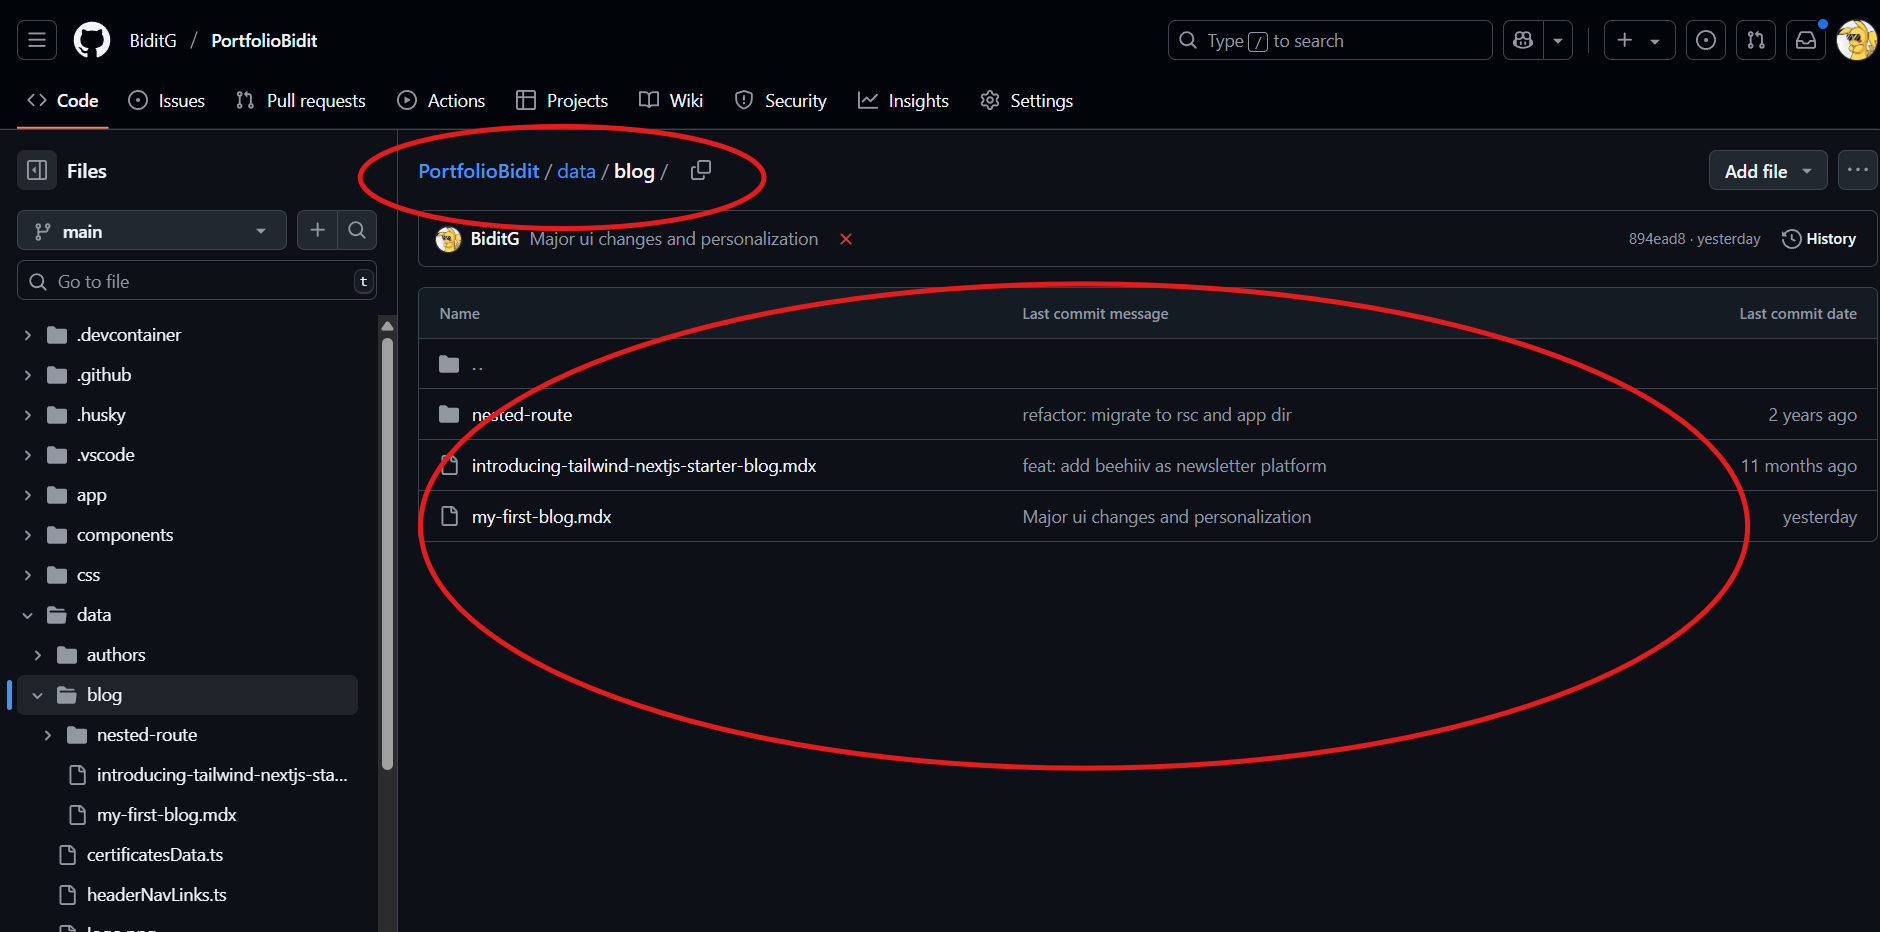 BiditG / PortfolioBidit
Type / to search
Code Issues Pull requests Actions Projects Wiki Security Insights Settings
Files
main
Go to file t
.devcontainer
.github
.husky
.vscode
app
components
css
data
authors
blog
nested-route
introducing-tailwind-nextjs-sta...
my-first-blog.mdx
certificatesData.ts
headerNavLinks.ts
PortfolioBidit / data / blog /
Add file
BiditG Major ui changes and personalization
894ead8 · yesterday History
Name Last commit message Last commit date
..
nested-route refactor: migrate to rsc and app dir 2 years ago
introducing-tailwind-nextjs-starter-blog.mdx feat: add beehiiv as newsletter platform 11 months ago
my-first-blog.mdx Major ui changes and personalization yesterday